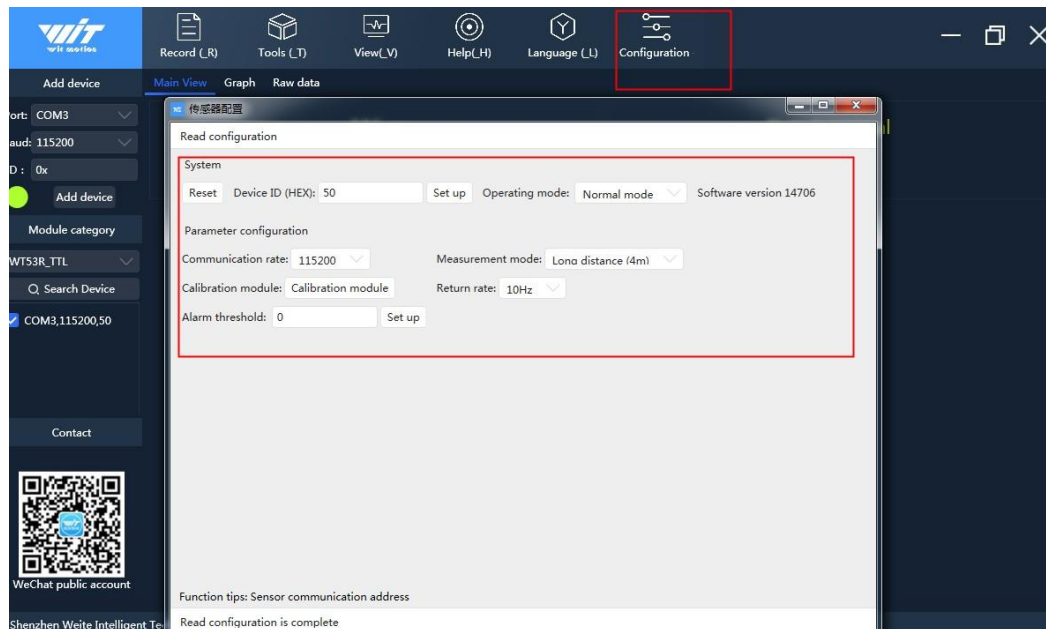 WIT
wit motion
Record (_R)
Tools (_T)
View(_V)
Help(_H)
Language (_L)
Configuration
Add device
Main View Graph Raw data
ort: COM3
aud: 115200
D : 0x
Add device
Module category
WT53R_TTL
Search Device
COM3,115200,50
Contact
WeChat public account
Shenzhen Weite Intelligent Te
传感器配置
Read configuration
System
Reset Device ID (HEX): 50 Set up Operating mode: Normal mode Software version 14706
Parameter configuration
Communication rate: 115200 Measurement mode: Long distance (4m)
Calibration module: Calibration module Return rate: 10Hz
Alarm threshold: 0 Set up
Function tips: Sensor communication address
Read configuration is complete